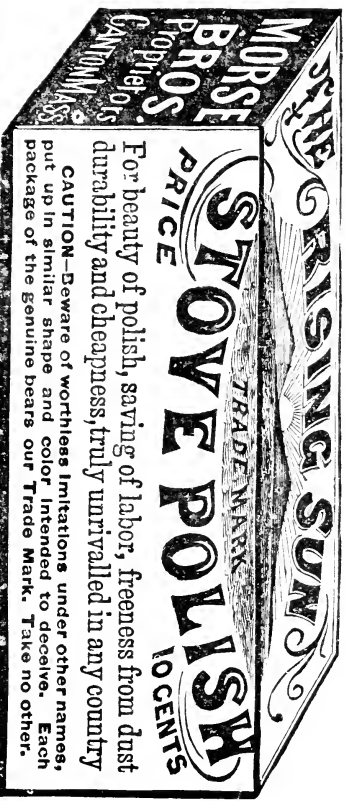 THE RISING SUN
MORSE
BROS.
Proprietors
CANTON MASS.
TRADE MARK
STOVE POLISH
PRICE 10 CENTS
For beauty of polish, saving of labor, freeness from dust
durability and cheapness, truly unrivalled in any country
CAUTION—Beware of worthless Imitations under other names,
put up in similar shape and color intended to deceive. Each
package of the genuine bears our Trade Mark. Take no other.